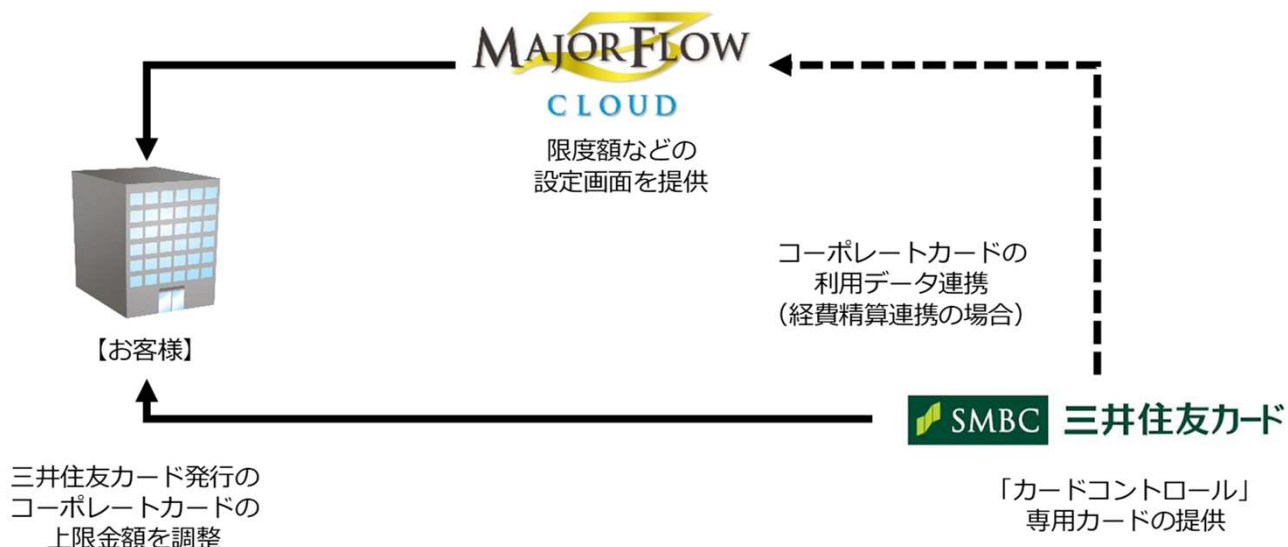 MAJORFLOW
CLOUD
限度額などの
設定画面を提供
コーポレートカードの
利用データ連携
（経費精算連携の場合）
【お客様】
SMBC 三井住友カード
三井住友カード発行の
コーポレートカードの
上限金額を調整
「カードコントロール」
専用カードの提供